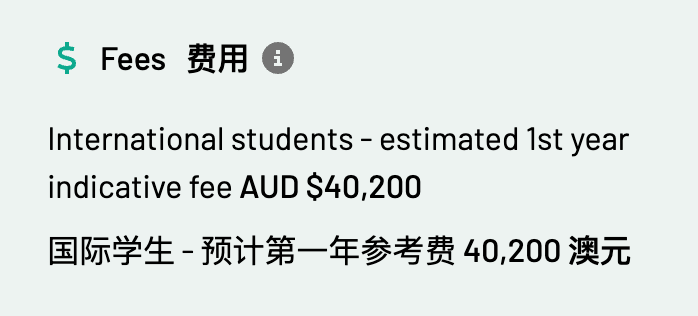 $ Fees 费用
International students - estimated 1st year
indicative fee AUD $40,200
国际学生 - 预计第一年参考费 40,200 澳元